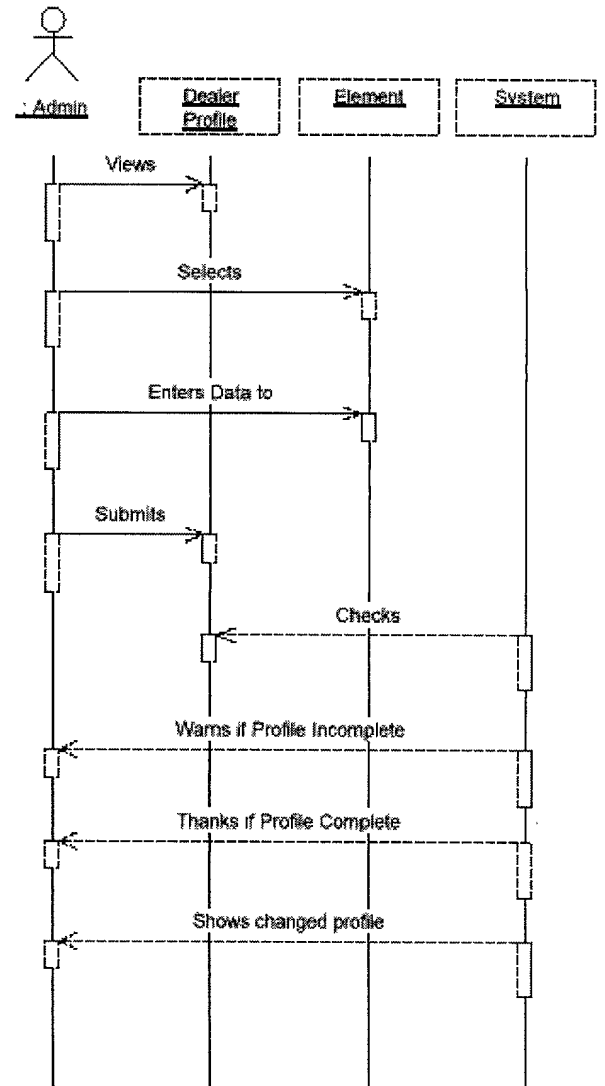 : Admin
Dealer
Profile
Element
System
Views
Selects
Enters Data to
Submits
Checks
Warns if Profile Incomplete
Thanks if Profile Complete
Shows changed profile